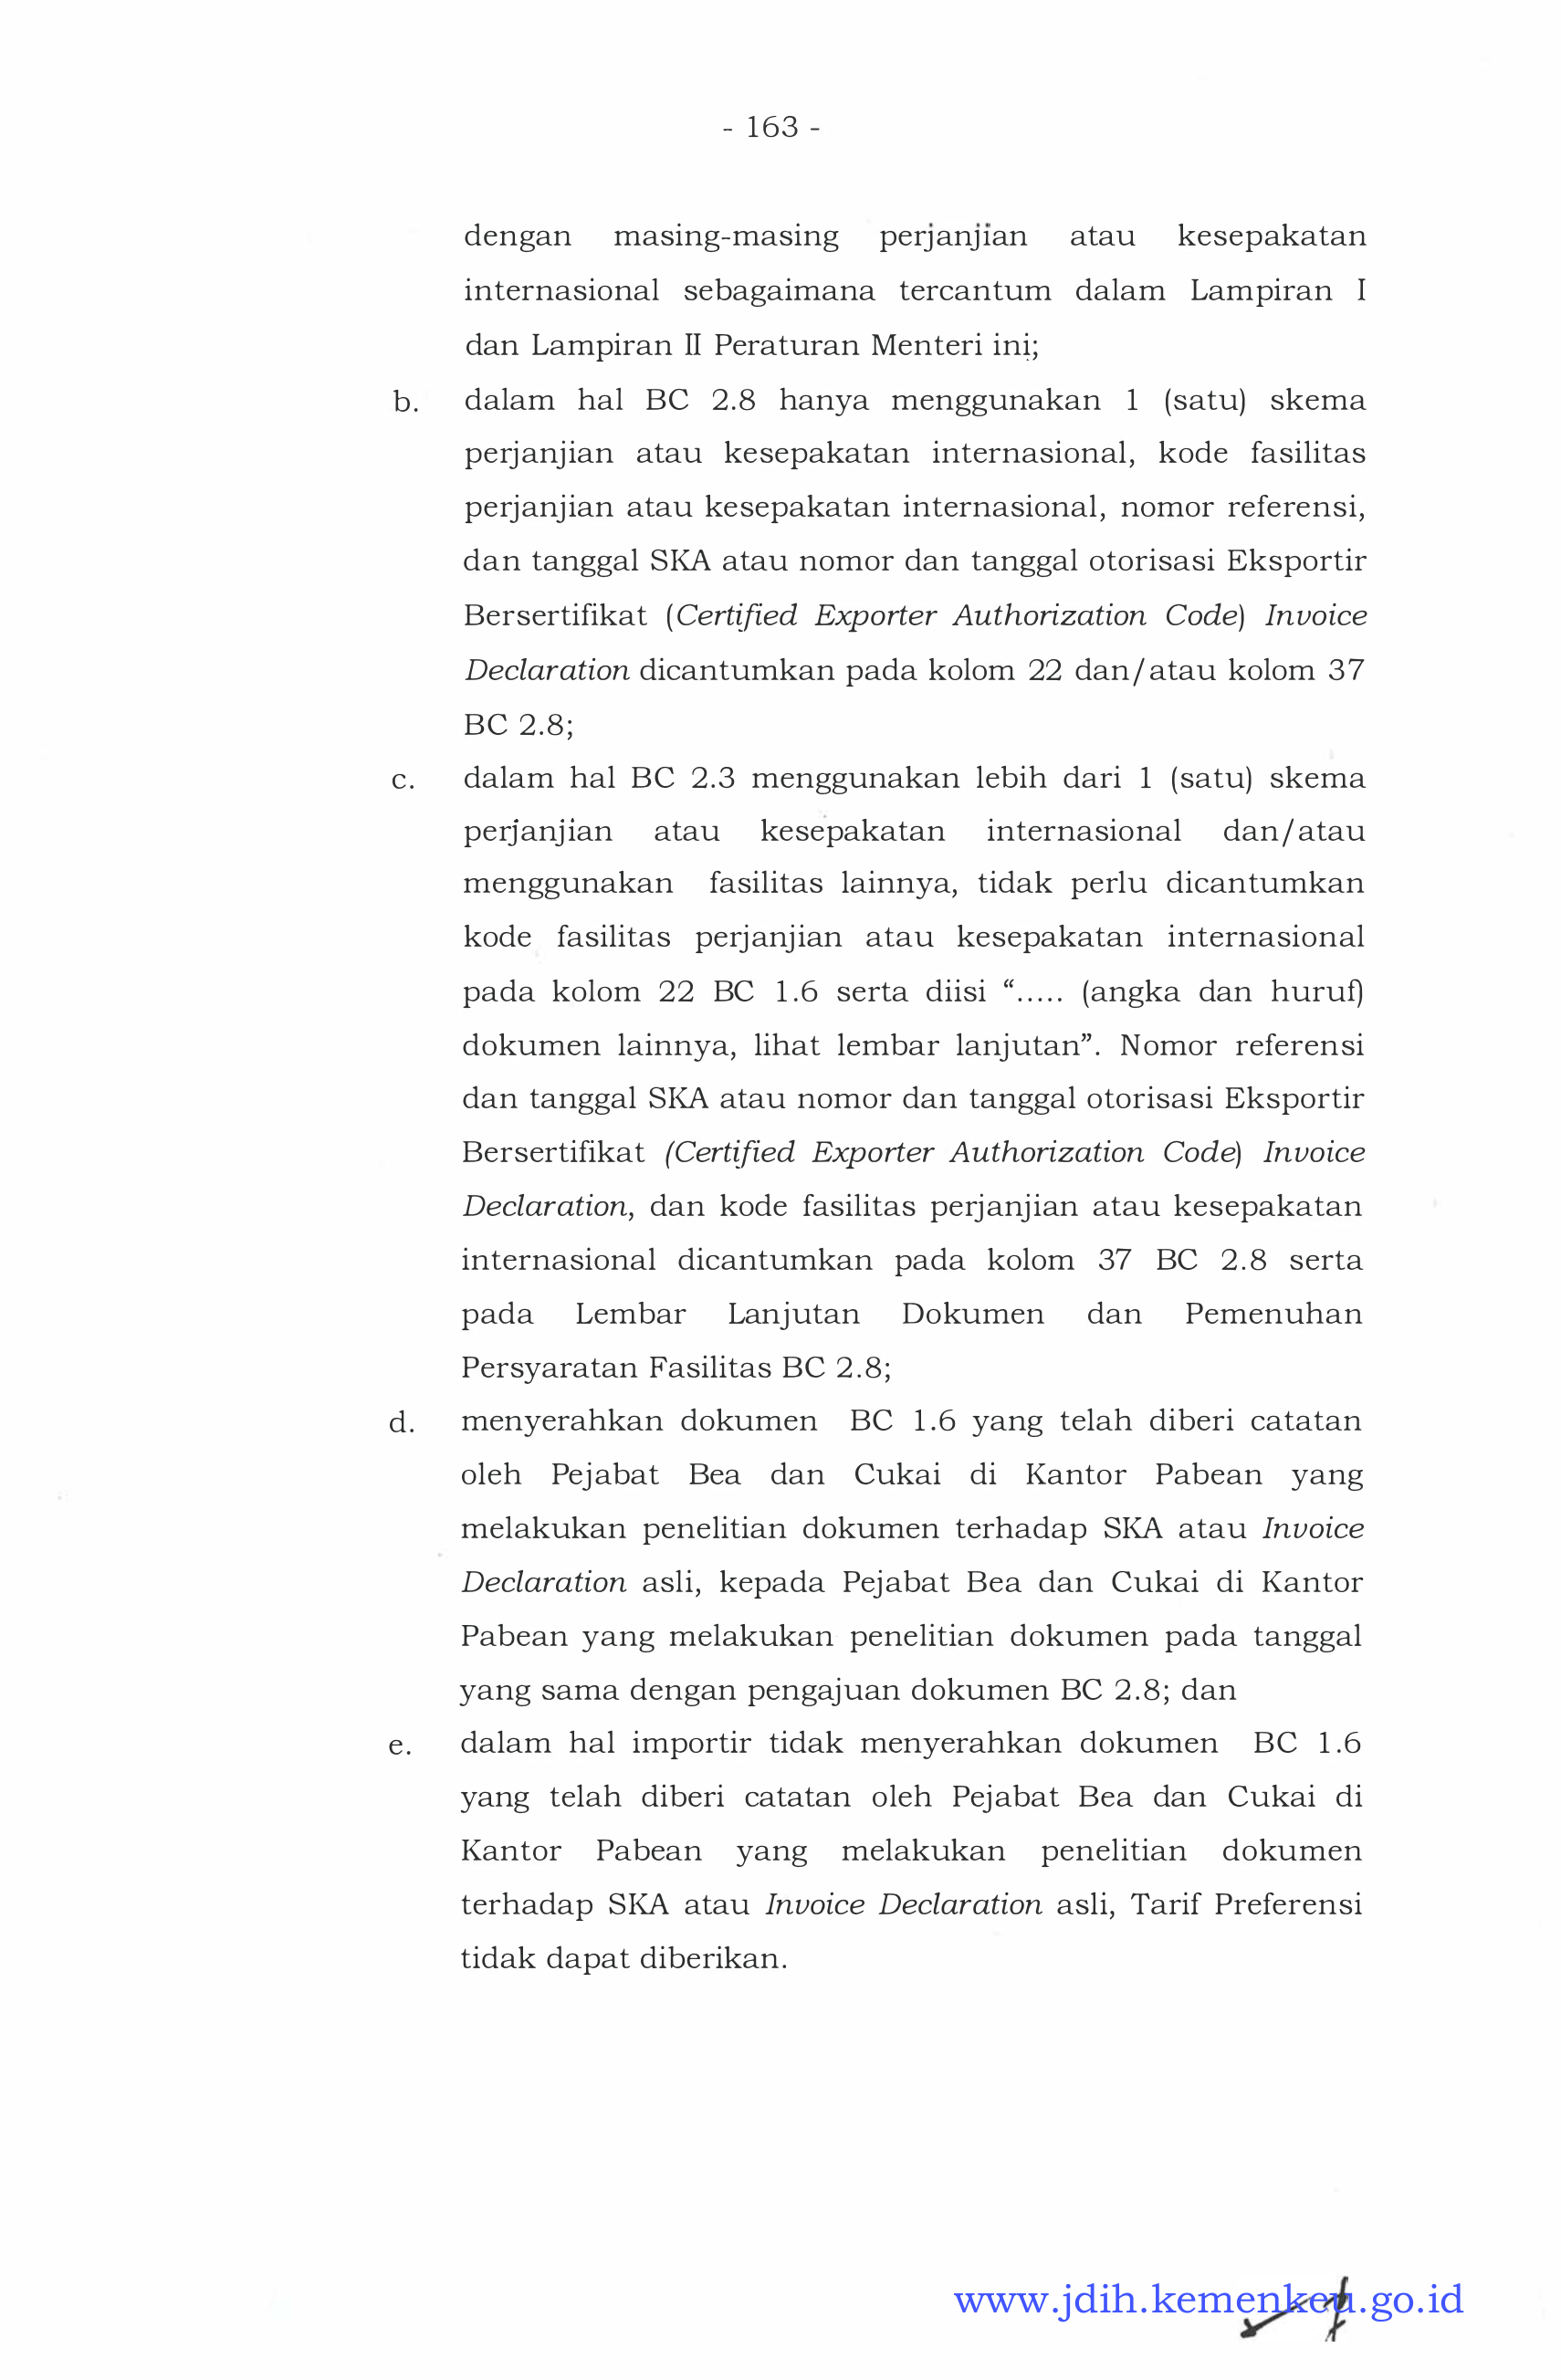 - 163 -
dengan masing-masing perjanjian atau kesepakatan
internasional sebagaimana tercantum dalam Lampiran I
dan Lampiran II Peraturan Menteri ini;
b. dalam hal BC 2.8 hanya menggunakan 1 (satu) skema
perjanjian atau kesepakatan internasional, kode fasilitas
perjanjian atau kesepakatan internasional, nomor referensi,
dan tanggal SKA atau nomor dan tanggal otorisasi Eksportir
Bersertifikat (Certified Exporter Authorization Code) Invoice
Declaration dicantumkan pada kolom 22 dan/atau kolom 37
BC 2.8;
c. dalam hal BC 2.3 menggunakan lebih dari 1 (satu) skema
perjanjian atau kesepakatan internasional dan/atau
menggunakan fasilitas lainnya, tidak perlu dicantumkan
kode fasilitas perjanjian atau kesepakatan internasional
pada kolom 22 BC 1.6 serta diisi “..... (angka dan huruf)
dokumen lainnya, lihat lembar lanjutan”. Nomor referensi
dan tanggal SKA atau nomor dan tanggal otorisasi Eksportir
Bersertifikat (Certified Exporter Authorization Code) Invoice
Declaration, dan kode fasilitas perjanjian atau kesepakatan
internasional dicantumkan pada kolom 37 BC 2.8 serta
pada Lembar Lanjutan Dokumen dan Pemenuhan
Persyaratan Fasilitas BC 2.8;
d. menyerahkan dokumen BC 1.6 yang telah diberi catatan
oleh Pejabat Bea dan Cukai di Kantor Pabean yang
melakukan penelitian dokumen terhadap SKA atau Invoice
Declaration asli, kepada Pejabat Bea dan Cukai di Kantor
Pabean yang melakukan penelitian dokumen pada tanggal
yang sama dengan pengajuan dokumen BC 2.8; dan
e. dalam hal importir tidak menyerahkan dokumen BC 1.6
yang telah diberi catatan oleh Pejabat Bea dan Cukai di
Kantor Pabean yang melakukan penelitian dokumen
terhadap SKA atau Invoice Declaration asli, Tarif Preferensi
tidak dapat diberikan.
www.jdih.kemenkeu.go.id